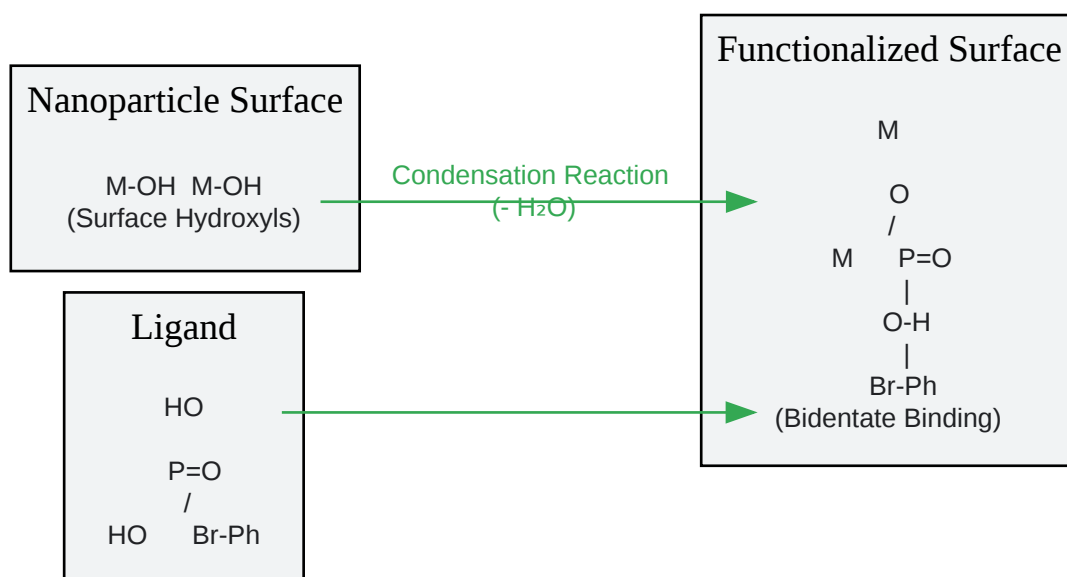 Nanoparticle Surface
M-OH  M-OH
(Surface Hydroxyls)
Condensation Reaction
(- H₂O)
Ligand
HO
P=O
/
HO     Br-Ph
Functionalized Surface
M
O
/
M     P=O
|
O-H
|
Br-Ph
(Bidentate Binding)